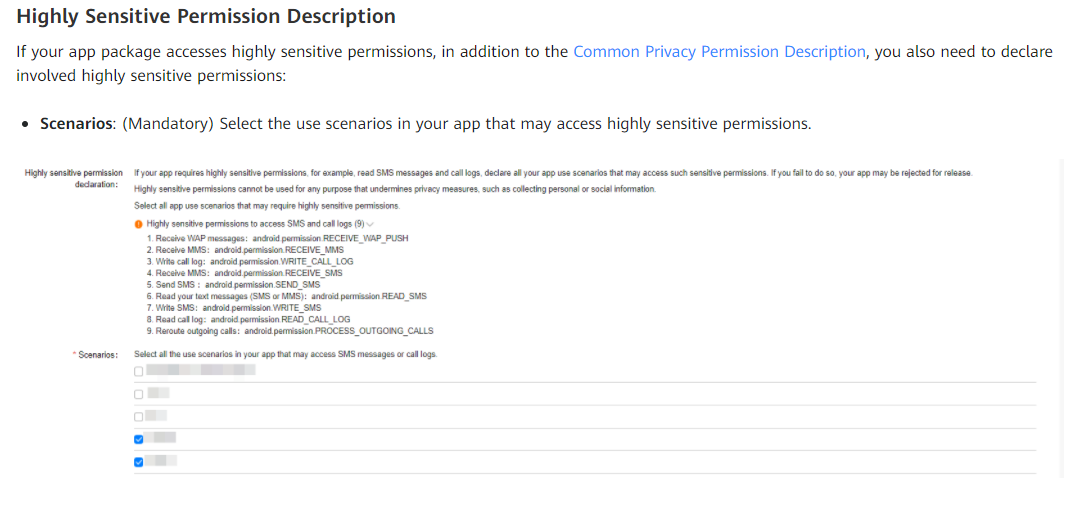 Highly Sensitive Permission Description
If your app package accesses highly sensitive permissions, in addition to the Common Privacy Permission Description, you also need to declare
involved highly sensitive permissions:
• Scenarios: (Mandatory) Select the use scenarios in your app that may access highly sensitive permissions.
Highly sensitive permission declaration:
If your app requires highly sensitive permissions, for example, read SMS messages and call logs, declare all your app use scenarios that may access such sensitive permissions. If you fail to do so, your app may be rejected for release.
Highly sensitive permissions cannot be used for any purpose that undermines privacy measures, such as collecting personal or social information.
Select all app use scenarios that may require highly sensitive permissions.
Highly sensitive permissions to access SMS and call logs (9)
1. Receive WAP messages: android.permission.RECEIVE_WAP_PUSH
2. Receive MMS: android.permission.RECEIVE_MMS
3. Write call log: android.permission.WRITE_CALL_LOG
4. Receive MMS: android.permission.RECEIVE_SMS
5. Send SMS : android.permission.SEND_SMS
6. Read your text messages (SMS or MMS): android.permission.READ_SMS
7. Write SMS: android.permission.WRITE_SMS
8. Read call log: android.permission.READ_CALL_LOG
9. Reroute outgoing calls: android.permission.PROCESS_OUTGOING_CALLS
* Scenarios: Select all the use scenarios in your app that may access SMS messages or call logs.